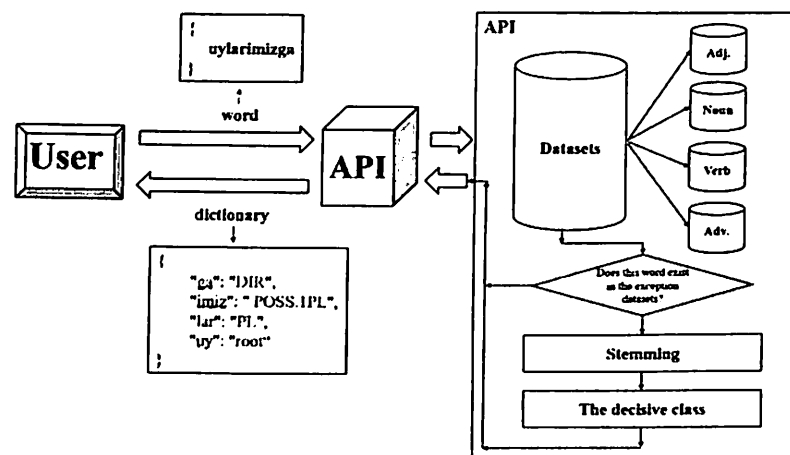 {
uylarimizga
}
word
User
API
dictionary
{
"ga": "DIR",
"imiz": " POSS.1PL",
"lar": "PL",
"uy": "root"
}
API
Datasets
Adj.
Noun
Verb
Adv.
Does this word exist
in the exception
datasets?
Stemming
The decisive class